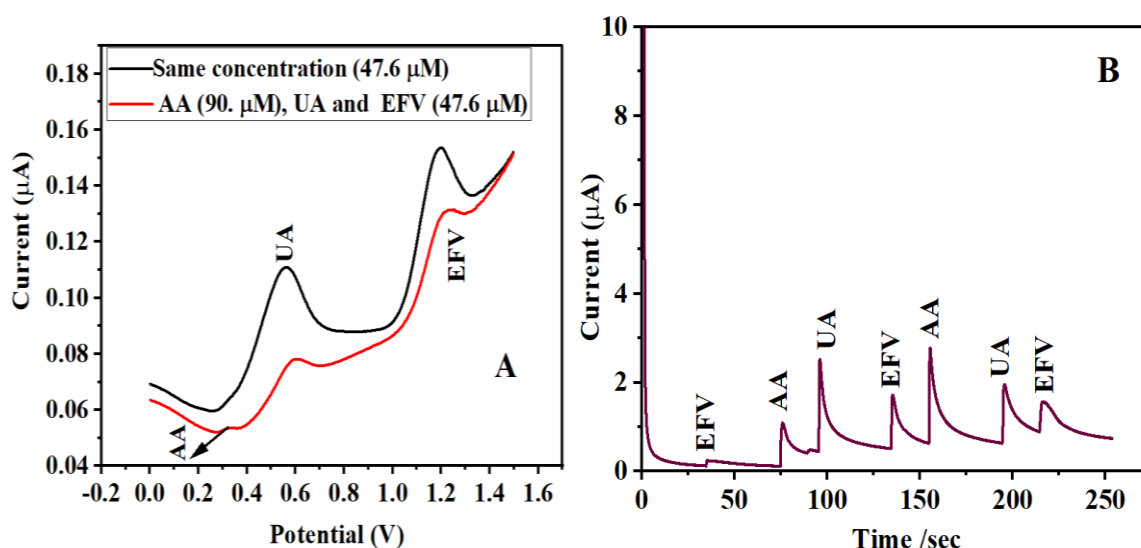 Same concentration (47.6 μM)
AA (90. μM), UA and EFV (47.6 μM)
0.18
0.16
0.14
0.12
0.10
0.08
0.06
0.04
Current (μA)
UA
EFV
AA
A
-0.2 0.0 0.2 0.4 0.6 0.8 1.0 1.2 1.4 1.6
Potential (V)
B
10
8
6
4
2
0
Current (μA)
EFV
AA
UA
EFV
AA
UA
EFV
0 50 100 150 200 250
Time /sec